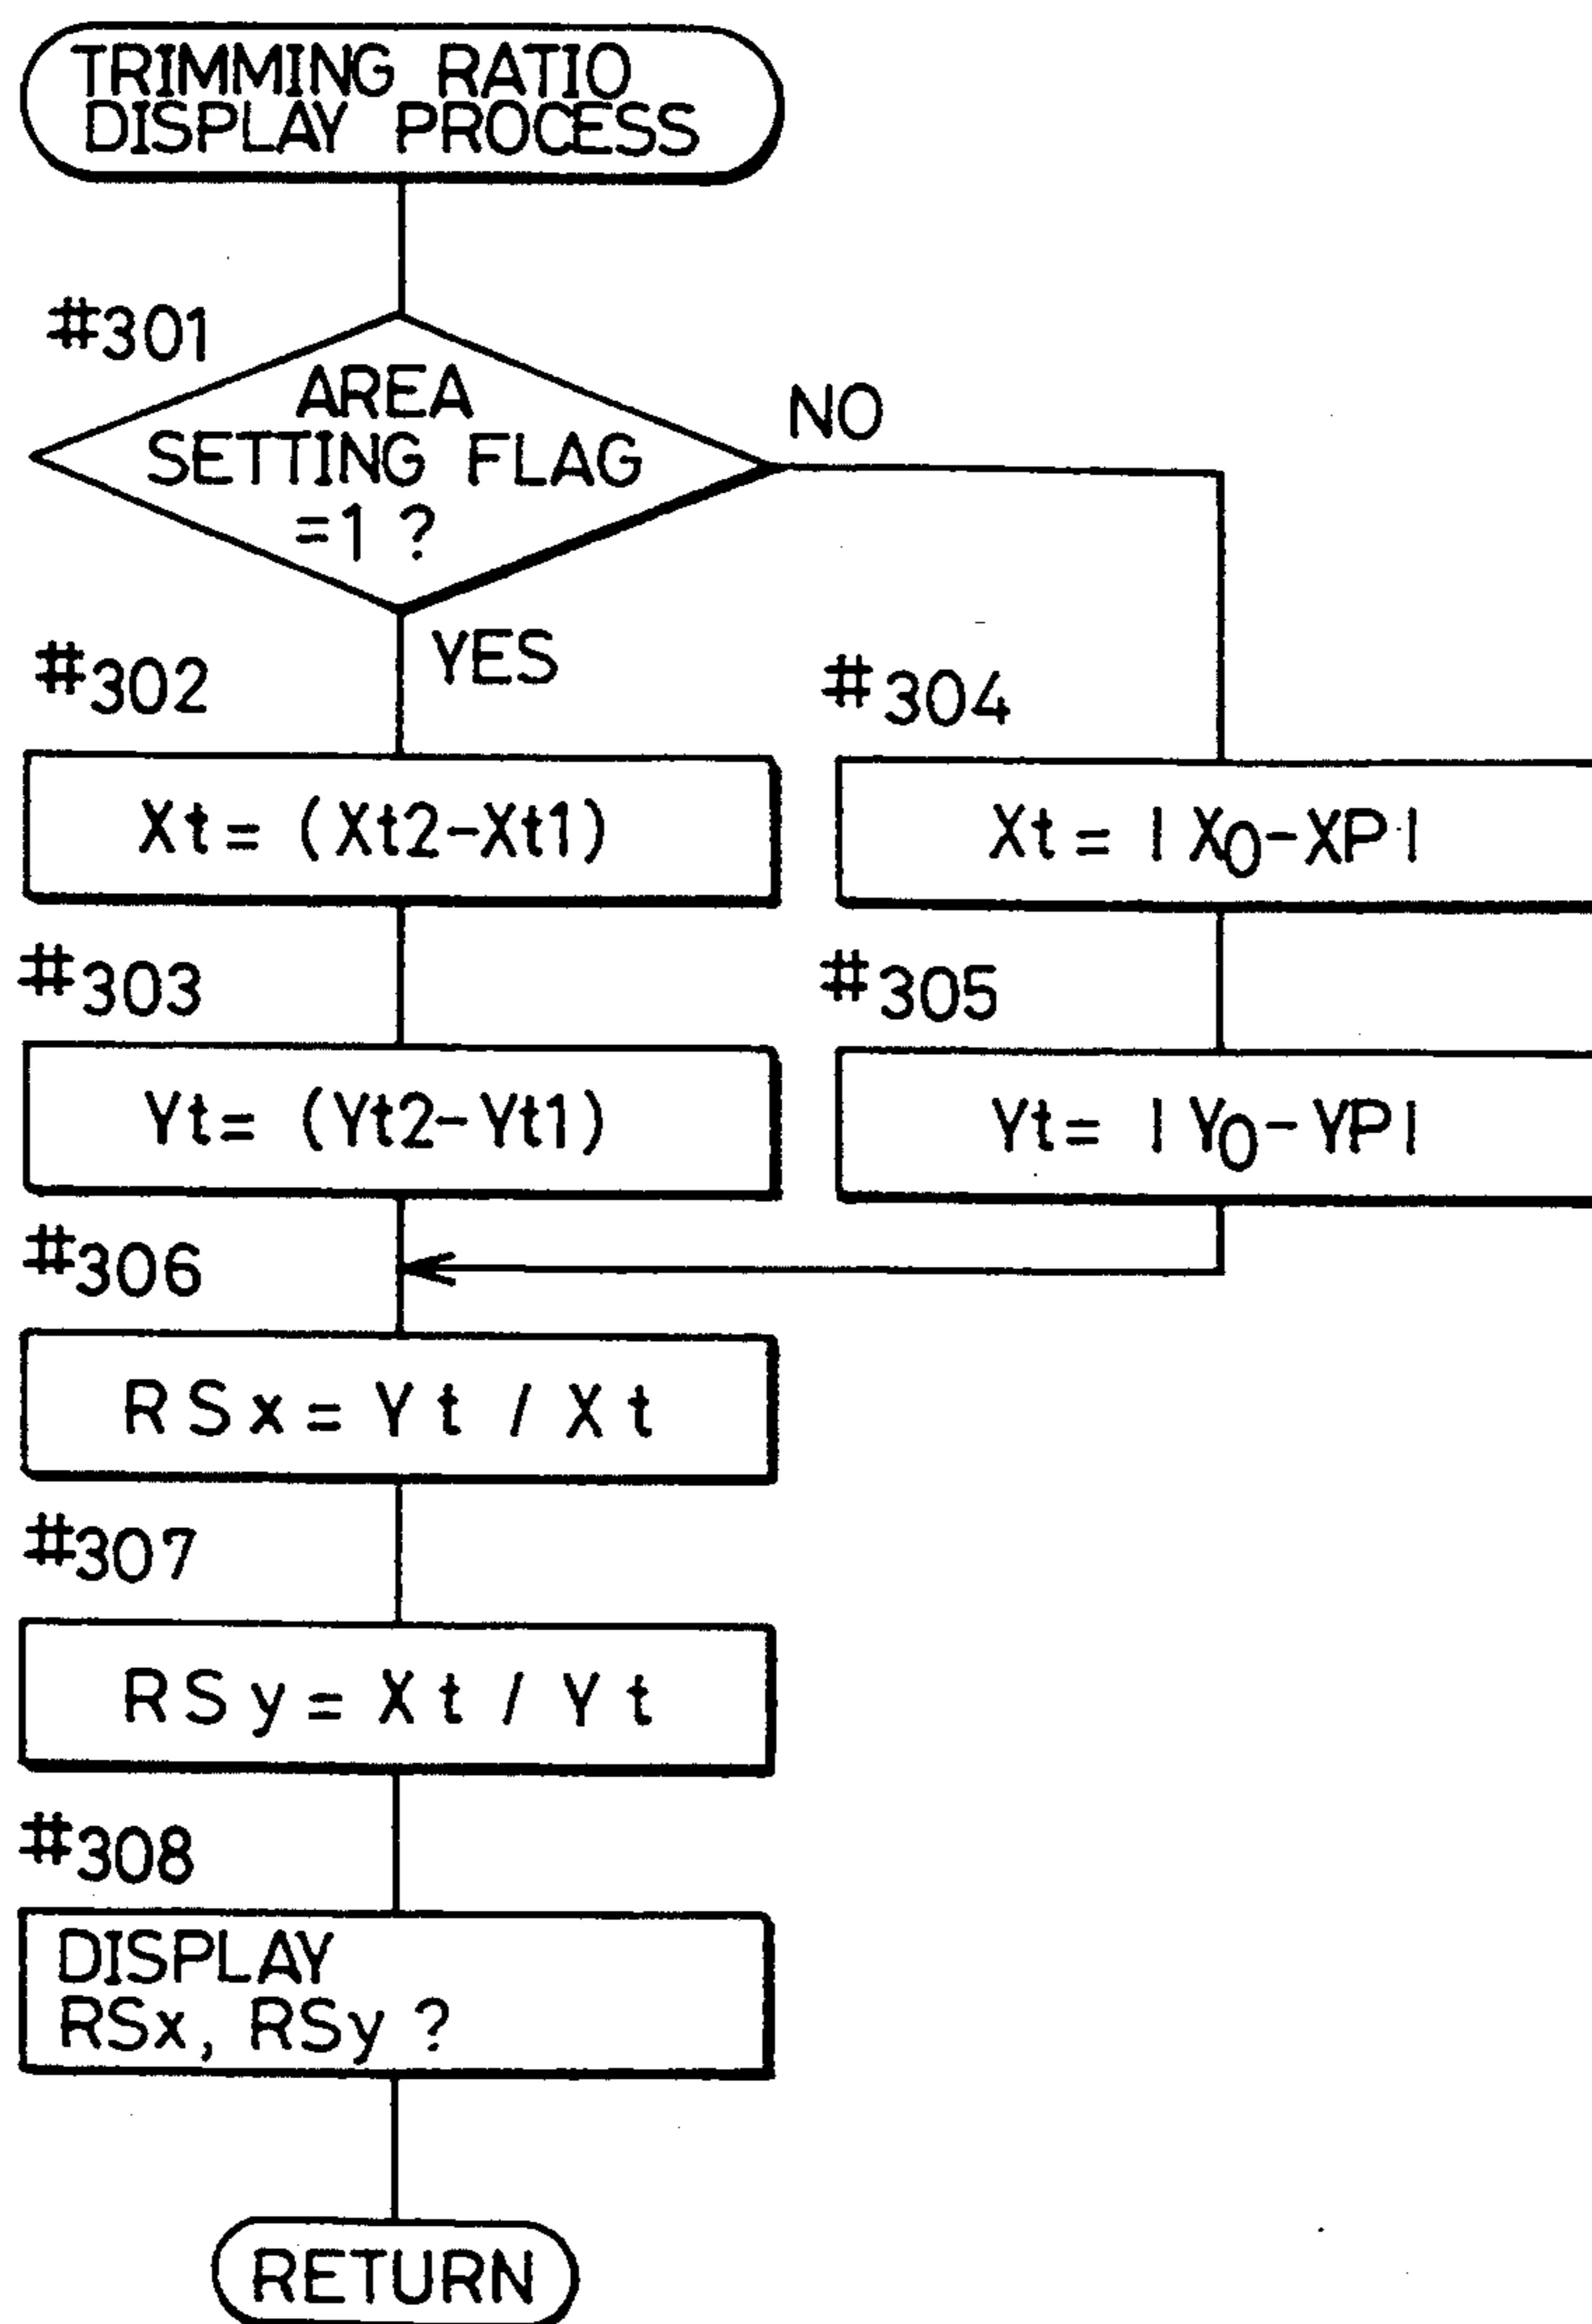 TRIMMING RATIO
DISPLAY PROCESS
#301
AREA
SETTING FLAG
=1 ?
NO
YES
#302
Xt= (Xt2-Xt1)
#304
Xt= |X0-XP|
#303
Yt= (Yt2-Yt1)
#305
Yt= |Y0-YP|
#306
RSx=Yt / Xt
#307
RSy=Xt / Yt
#308
DISPLAY
RSx, RSy ?
RETURN